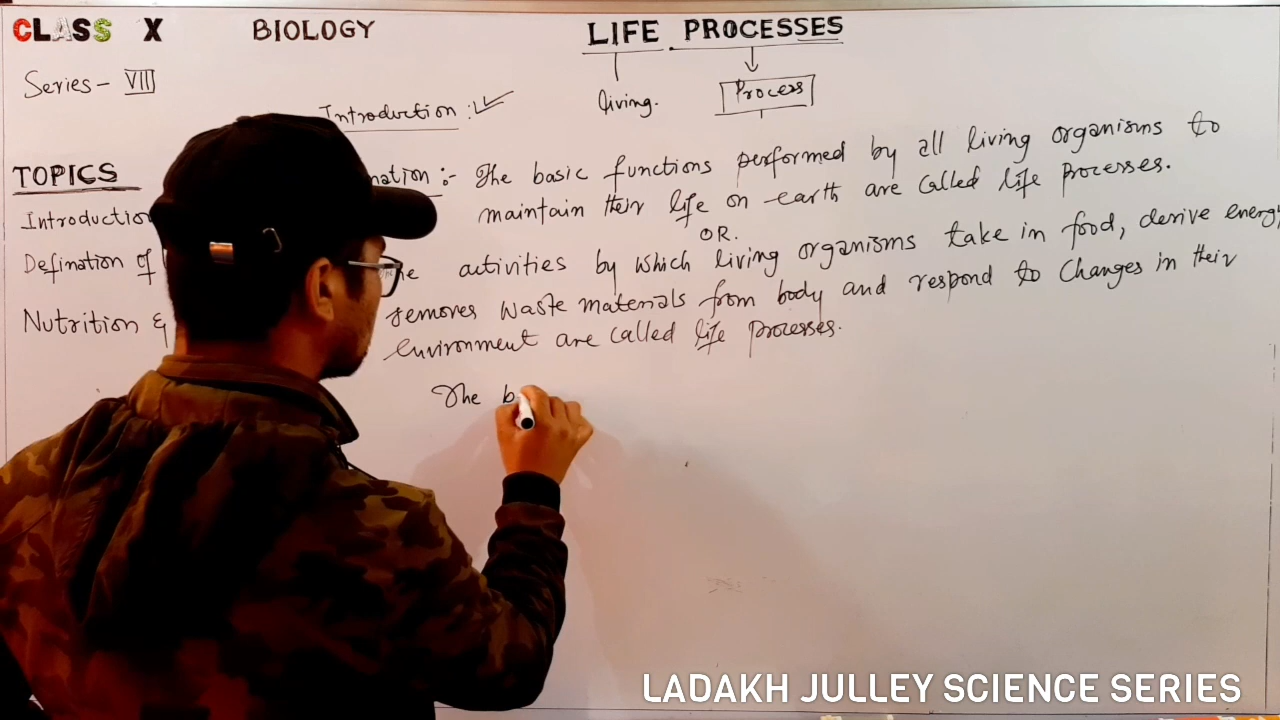 CLASS X BIOLOGY LIFE PROCESSES
Series - VII
living. Process
Introduction :
TOPICS
Introduction
Defination of
Nutrition &
mation :- The basic functions performed by all living organisms to
maintain their life on earth are called life processes.
OR.
activities by which living organisms take in food, derive energy
removes waste materials from body and respond to changes in their
environment are called life processes.
The b
LADAKH JULLEY SCIENCE SERIES